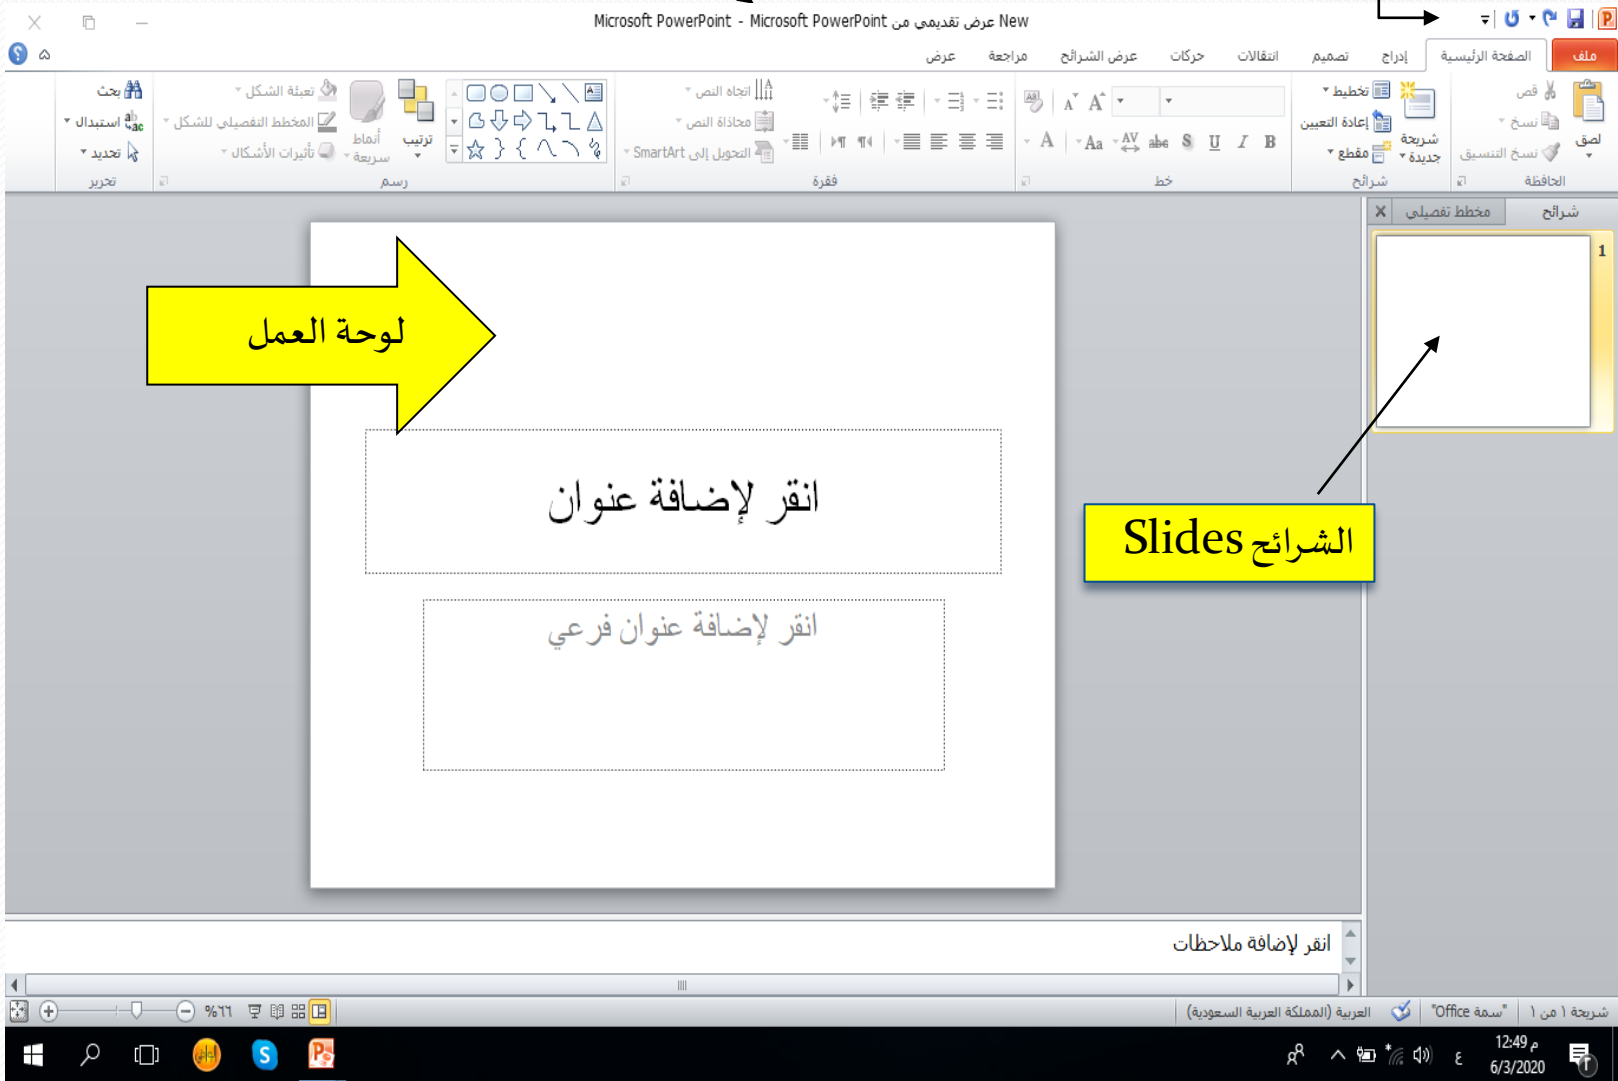 New عرض تقديمي من Microsoft PowerPoint - Microsoft PowerPoint
ملف
الصفحة الرئيسية
إدراج
تصميم
انتقالات
حركات
عرض الشرائح
مراجعة
عرض
لصق
قص
نسخ
نسخ التنسيق
الحافظة
شريحة جديدة
تخطيط
إعادة التعيين
مقطع
شرائح
B I U S abc AV Aa A
خط
اتجاه النص
محاذاة النص
التحويل إلى SmartArt
فقرة
ترتيب
أنماط سريعة
تعبئة الشكل
المخطط التفصيلي للشكل
تأثيرات الأشكال
رسم
بحث
استبدال
تحديد
تحرير
شرائح
مخطط تفصيلي
1
لوحة العمل
انقر لإضافة عنوان
الشرائح Slides
انقر لإضافة عنوان فرعي
انقر لإضافة ملاحظات
شريحة ١ من ١
"سمة Office"
العربية (المملكة العربية السعودية)
%٦٦
12:49 م
ع
6/3/2020